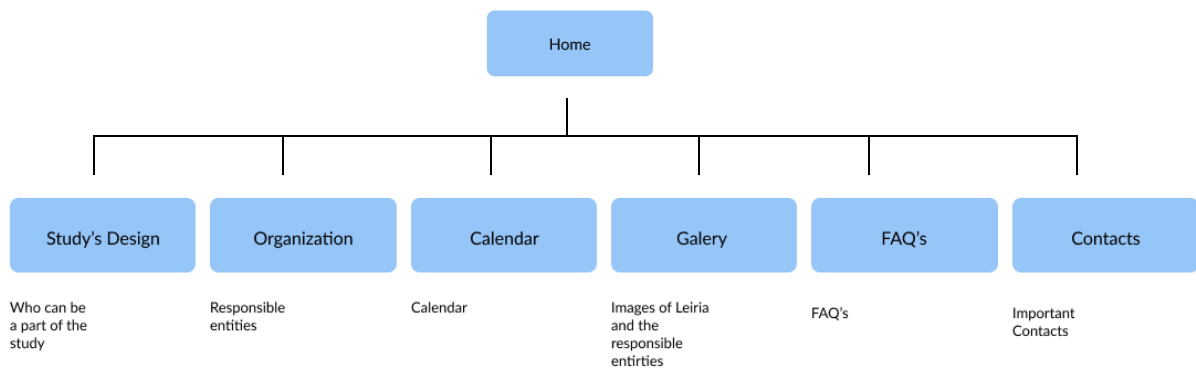 Home
Study's Design
Organization
Calendar
Galery
FAQ's
Contacts
Who can be
a part of the
study
Responsible
entities
Calendar
Images of Leiria
and the
responsible
entirties
FAQ's
Important
Contacts